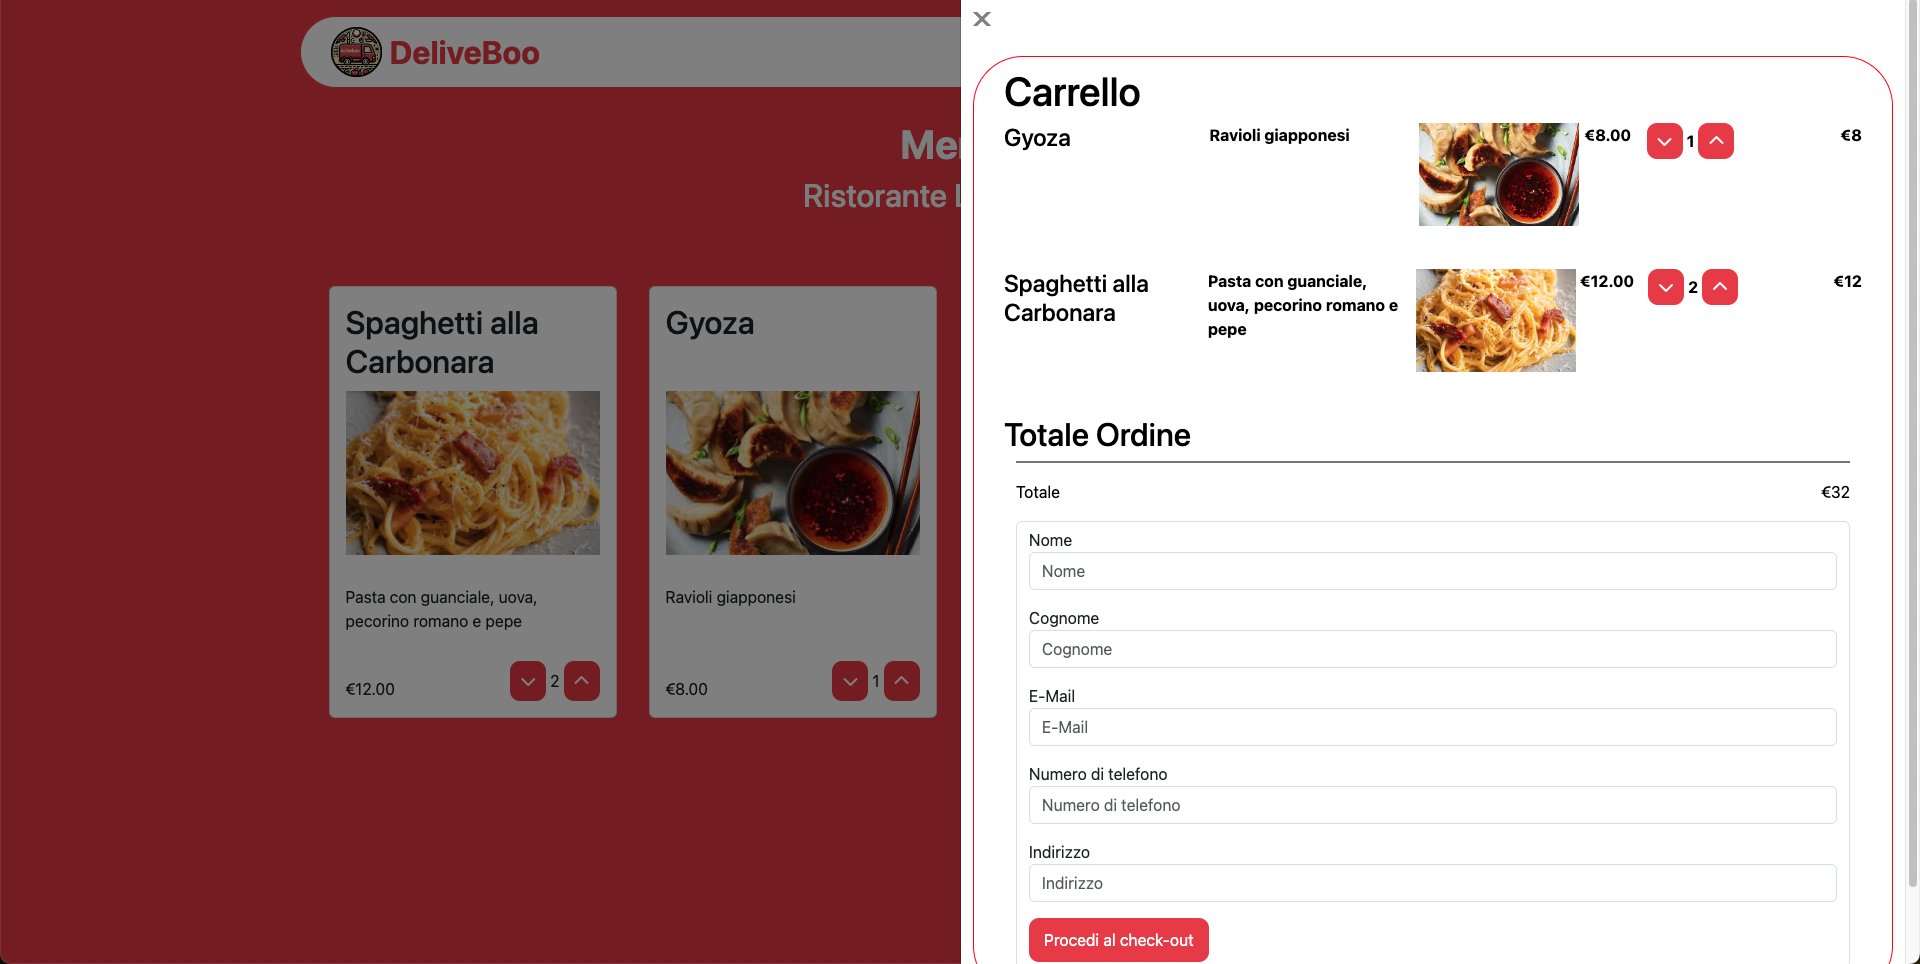 DeliveBoo
Me
Ristorante
Spaghetti alla
Carbonara
Pasta con guanciale, uova,
pecorino romano e pepe
€12.00
2
Gyoza
Ravioli giapponesi
€8.00
1
Carrello
Gyoza
Ravioli giapponesi
€8.00
1
€8
Spaghetti alla
Carbonara
Pasta con guanciale,
uova, pecorino romano e
pepe
€12.00
2
€12
Totale Ordine
Totale
€32
Nome
Nome
Cognome
Cognome
E-Mail
E-Mail
Numero di telefono
Numero di telefono
Indirizzo
Indirizzo
Procedi al check-out